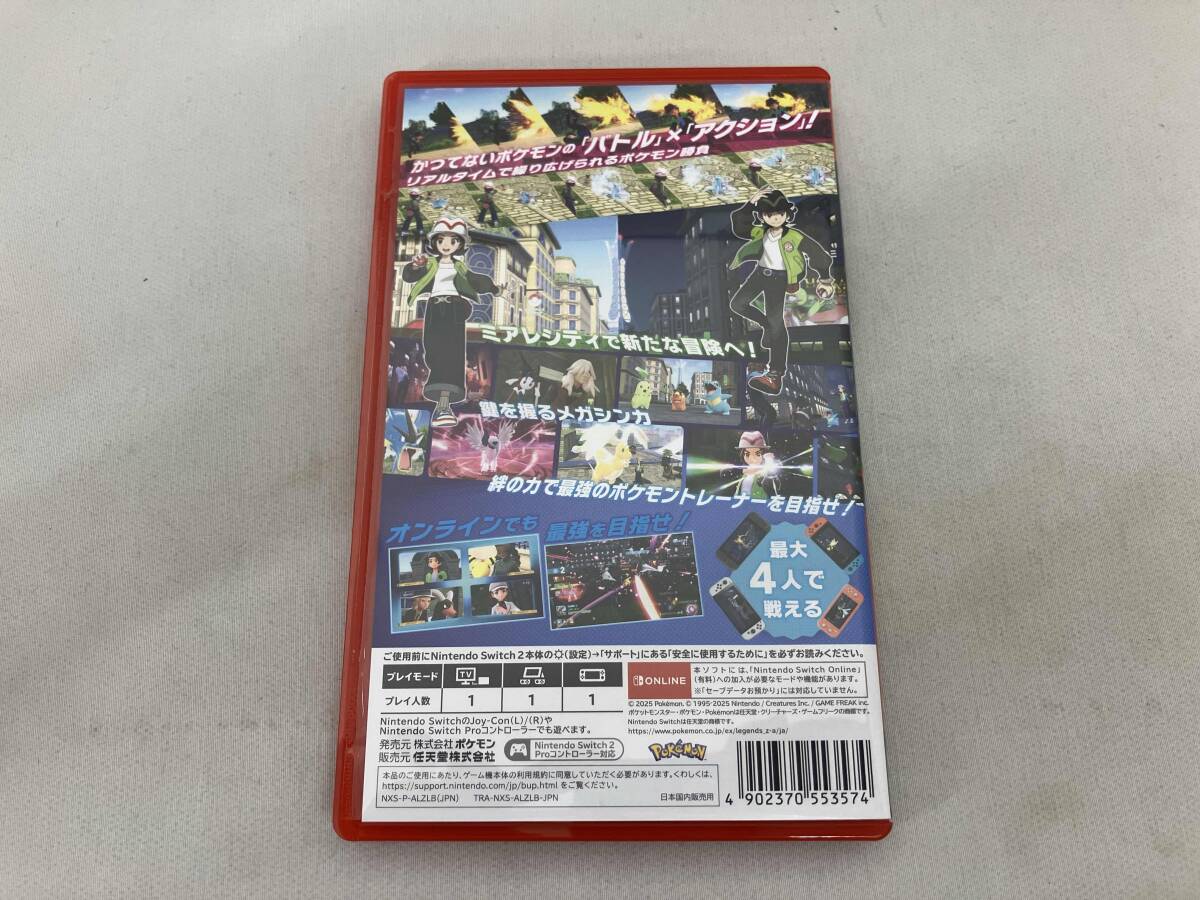 かつてないポケモンの「バトル」×「アクション」!
リアルタイムで繰り広げられるポケモン勝負
ミアレシティで新たな冒険へ!
鍵を握るメガシンカ
絆の力で最強のポケモントレーナーを目指せ!
オンラインでも 最強を目指せ!
最大
4人で
戦える
ご使用前にNintendo Switch 2本体の(設定)→「サポート」にある「安全に使用するために」を必ずお読みください。
プレイモード TV
プレイ人数 1 1 1
ONLINE
本ソフトには、「Nintendo Switch Online」
(有料)への加入が必要なモードや機能があります。
※「セーブデータお預かり」には対応していません。
Nintendo SwitchのJoy-Con(L)/(R)や
Nintendo Switch Proコントローラーでも遊べます。
発売元 株式会社ポケモン
販売元 任天堂株式会社
Nintendo Switch 2
Proコントローラー対応
© 2025 Pokémon. © 1995-2025 Nintendo / Creatures Inc. / GAME FREAK inc.
ポケットモンスター・ポケモン・Pokémonは任天堂・クリーチャーズ・ゲームフリークの商標です。
Nintendo Switchは任天堂の商標です。
https://www.pokemon.co.jp/ex/legends_z-a/ja/
POKéMON
本品のご使用にあたり、ゲーム機本体の利用規約に同意していただく必要があります。くわしくは、
https://support.nintendo.com/jp/bup.html をご覧ください。
NXS-P-ALZLB(JPN) TRA-NXS-ALZLB-JPN
日本国内販売用
4 902370 553574